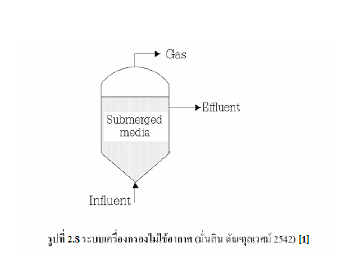 Gas
Effluent
Submerged
media
Influent
รูปที่ 2.8 ระบบเครื่องกรองไม่ใช้อากาศ (มั่นสิน ตัณฑุลเวศม์ 2542) [1]